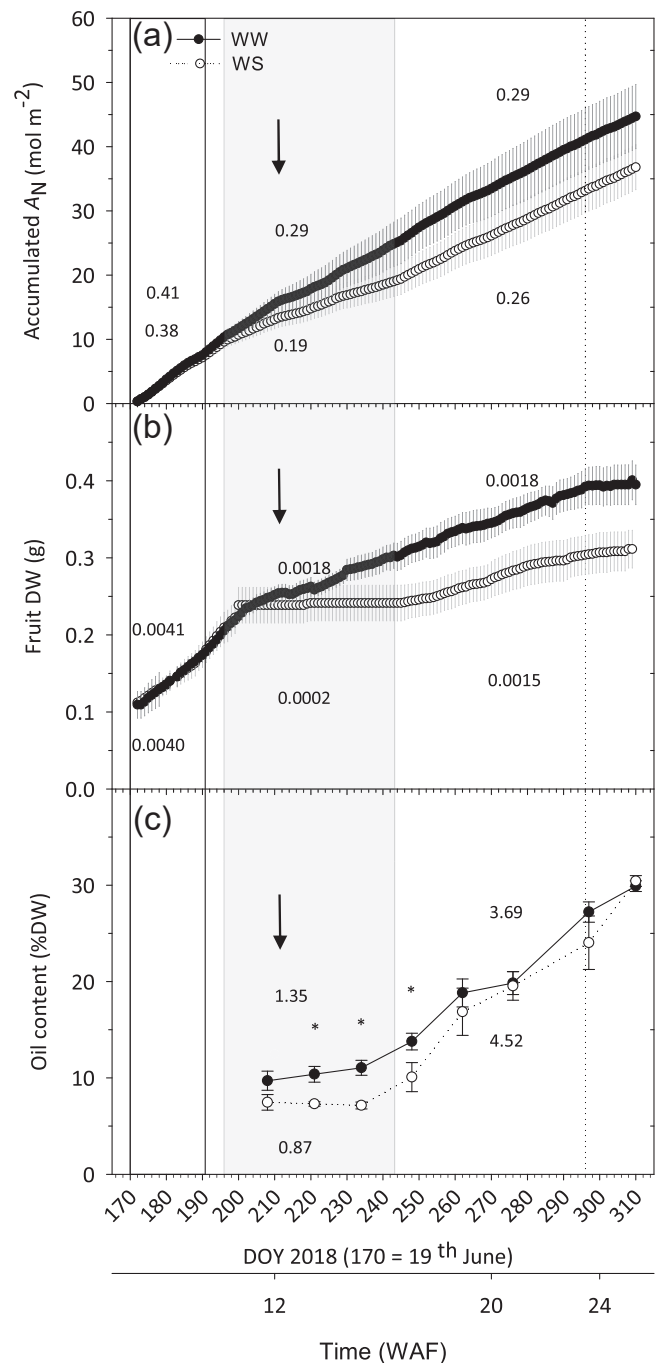 (a)
WW
WS
Accumulated A_N (mol m⁻²)
60
50
40
30
20
10
0
0.29
0.29
0.41
0.38
0.19
0.26
(b)
Fruit DW (g)
0.4
0.3
0.2
0.1
0.0
0.0018
0.0018
0.0041
0.0002
0.0015
0.0040
(c)
Oil content (%DW)
30
20
10
0
3.69
1.35
*
*
*
4.52
0.87
170 180 190 200 210 220 230 240 250 260 270 280 290 300 310
DOY 2018 (170 = 19 th June)
12 20 24
Time (WAF)